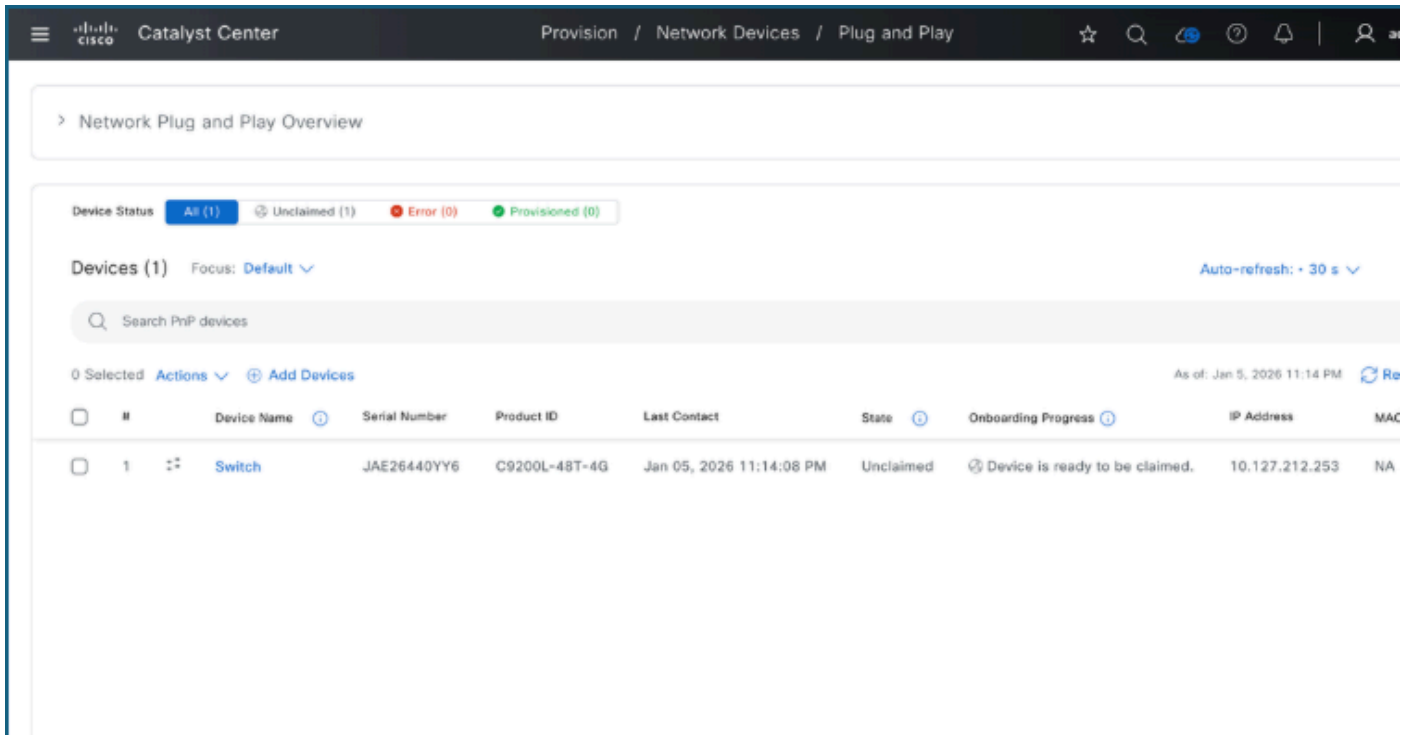 CISCO Catalyst Center Provision / Network Devices / Plug and Play
Network Plug and Play Overview
Device Status All (1) Unclaimed (1) Error (0) Provisioned (0)
Devices (1) Focus: Default Auto-refresh: • 30 s
Search PnP devices
0 Selected Actions Add Devices As of: Jan 5, 2026 11:14 PM Re
# Device Name Serial Number Product ID Last Contact State Onboarding Progress IP Address MAC
1 Switch JAE26440YY6 C9200L-48T-4G Jan 05, 2026 11:14:08 PM Unclaimed Device is ready to be claimed. 10.127.212.253 NA